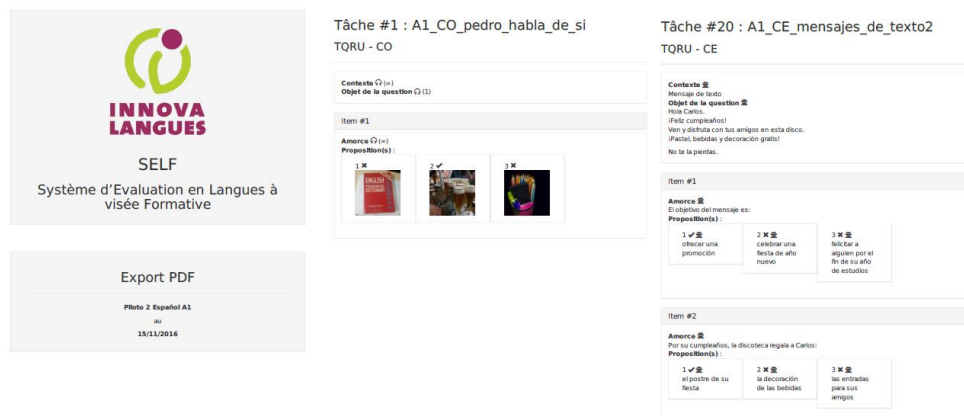 INNOVA
LANGUES
SELF
Système d'Evaluation en Langues à
visée Formative
Export PDF
Piloto 2 Español A1
au
15/11/2016
Tâche #1 : A1_CO_pedro_habla_de_si
TQRU - CO
Contexte (∞)
Objet de la question (1)
Item #1
Amorce (∞)
Proposition(s) :
1 ✖
2 ✔
3 ✖
ENGLISH
DICTIONARY
Tâche #20 : A1_CE_mensajes_de_texto2
TQRU - CE
Contexte
Mensaje de texto
Objet de la question
Hola Carlos.
¡Feliz cumpleaños!
Ven y disfruta con tus amigos en esta disco.
¡Pastel, bebidas y decoración gratis!
No te la pierdas.
Item #1
Amorce
El objetivo del mensaje es:
Proposition(s) :
1 ✔
ofrecer una
promoción
2 ✖
celebrar una
fiesta de año
nuevo
3 ✖
felicitar a
alguien por el
fin de su año
de estudios
Item #2
Amorce
Por su cumpleaños, la discoteca regala a Carlos:
Proposition(s) :
1 ✔
el postre de su
fiesta
2 ✖
la decoración
de las bebidas
3 ✖
las entradas
para sus
amigos